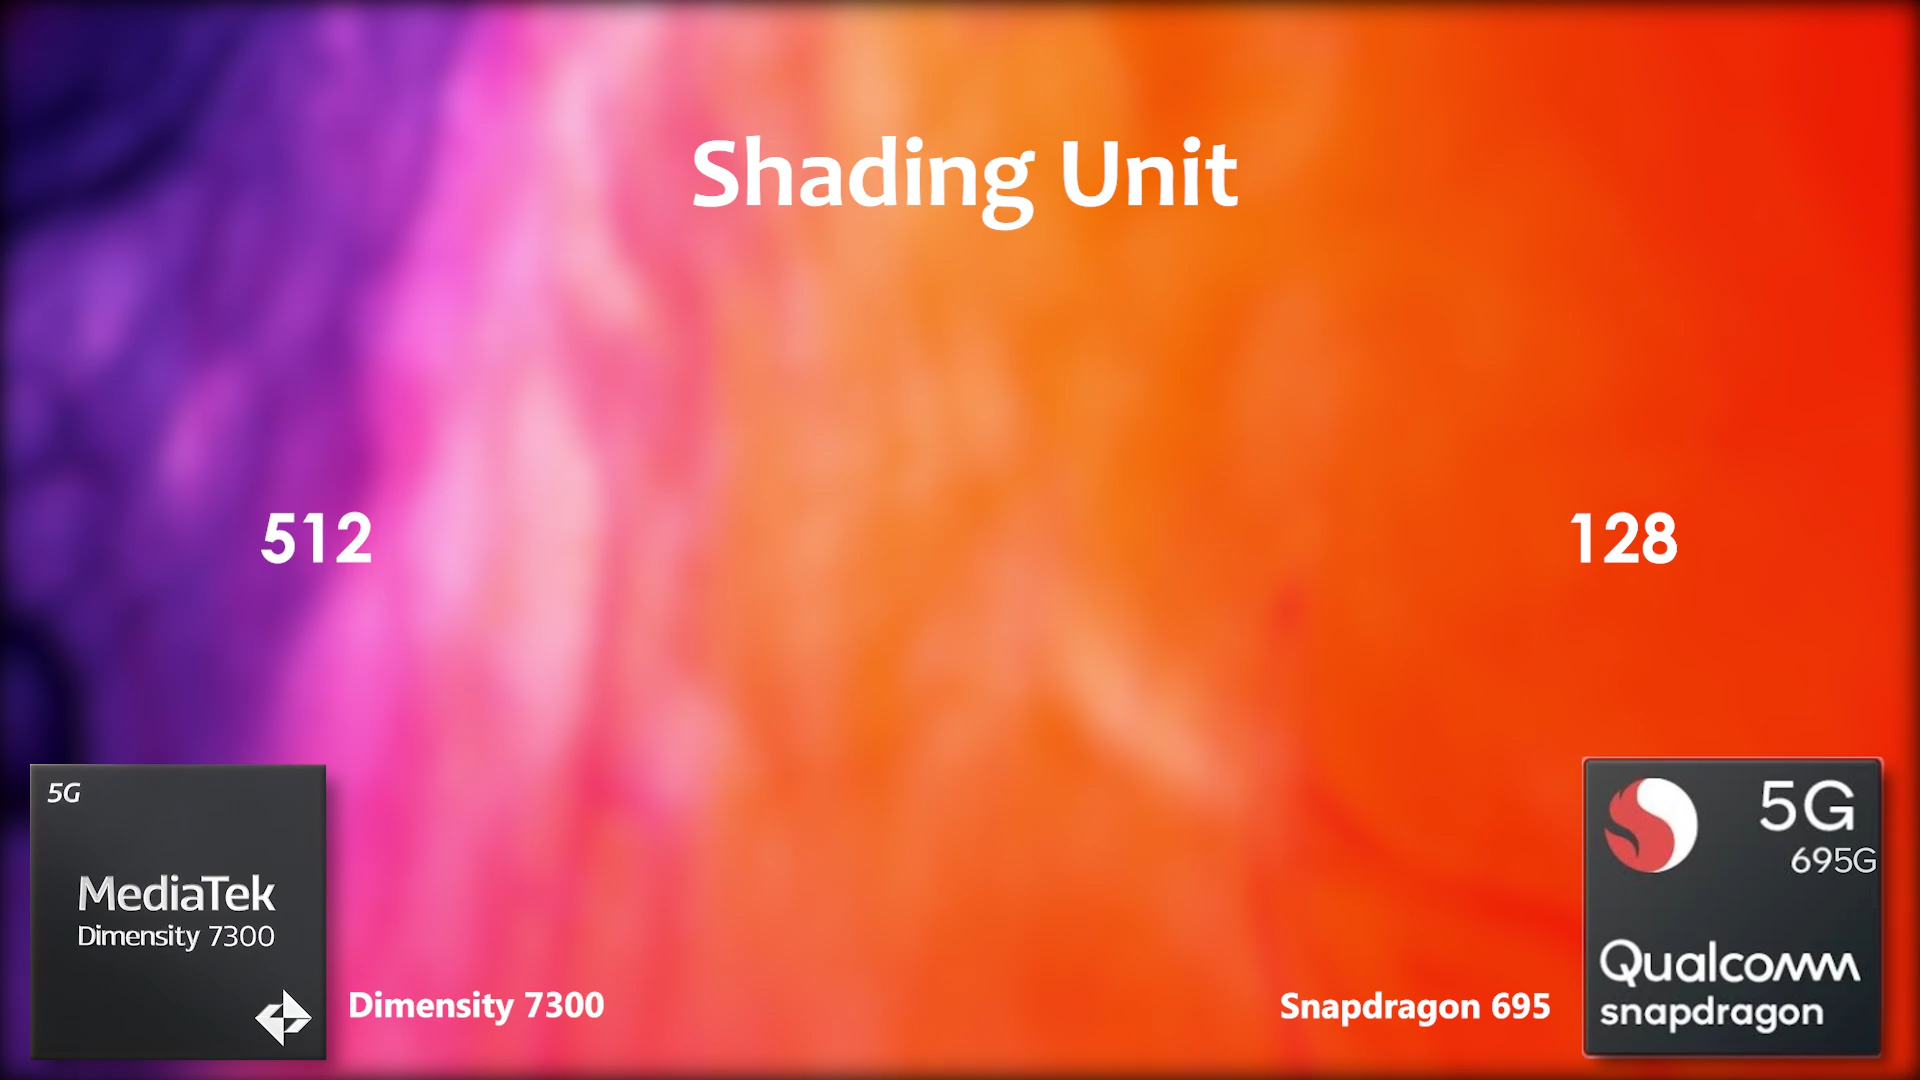 Shading Unit
512
128
5G
MediaTek
Dimensity 7300
Dimensity 7300
Snapdragon 695
5G
695G
Qualcomm
snapdragon